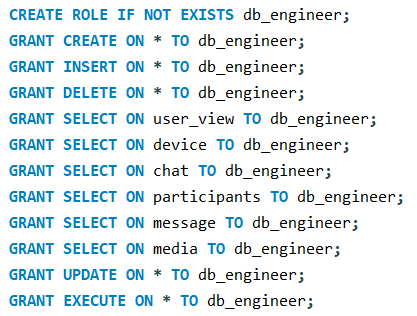 CREATE ROLE IF NOT EXISTS db_engineer;
GRANT CREATE ON * TO db_engineer;
GRANT INSERT ON * TO db_engineer;
GRANT DELETE ON * TO db_engineer;
GRANT SELECT ON user_view TO db_engineer;
GRANT SELECT ON device TO db_engineer;
GRANT SELECT ON chat TO db_engineer;
GRANT SELECT ON participants TO db_engineer;
GRANT SELECT ON message TO db_engineer;
GRANT SELECT ON media TO db_engineer;
GRANT UPDATE ON * TO db_engineer;
GRANT EXECUTE ON * TO db_engineer;